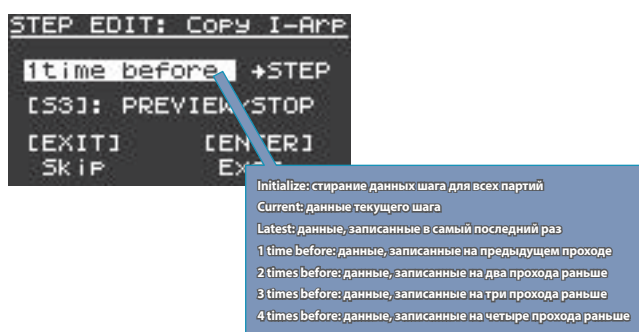 STEP EDIT: Copy I-Arp
1time before →STEP
[S3]: PREVIEW/STOP
[EXIT] [ENTER]
Skip
Initialize: стирание данных шага для всех партий
Current: данные текущего шага
Latest: данные, записанные в самый последний раз
1 time before: данные, записанные на предыдущем проходе
2 times before: данные, записанные на два прохода раньше
3 times before: данные, записанные на три прохода раньше
4 times before: данные, записанные на четыре прохода раньше